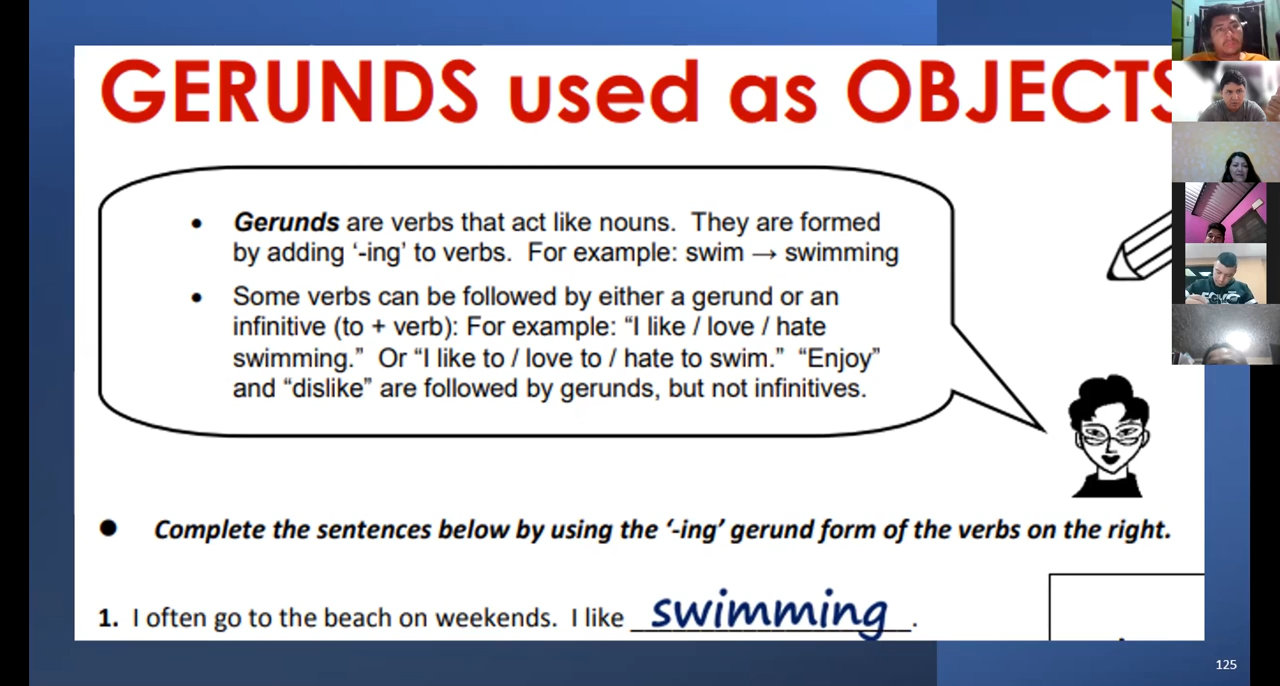 GERUNDS used as OBJECTS
• Gerunds are verbs that act like nouns. They are formed
by adding ‘-ing’ to verbs. For example: swim → swimming
• Some verbs can be followed by either a gerund or an
infinitive (to + verb): For example: “I like / love / hate
swimming.” Or “I like to / love to / hate to swim.” “Enjoy”
and “dislike” are followed by gerunds, but not infinitives.
● Complete the sentences below by using the ‘-ing’ gerund form of the verbs on the right.
1. I often go to the beach on weekends. I like swimming.
125